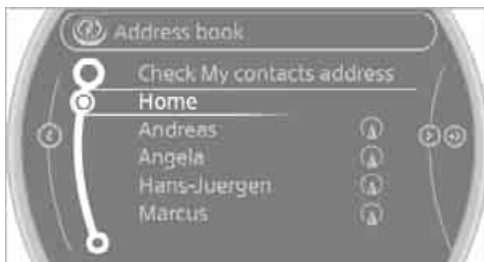 Address book
Check My contacts address
Home
Andreas
Angela
Hans-Juergen
Marcus